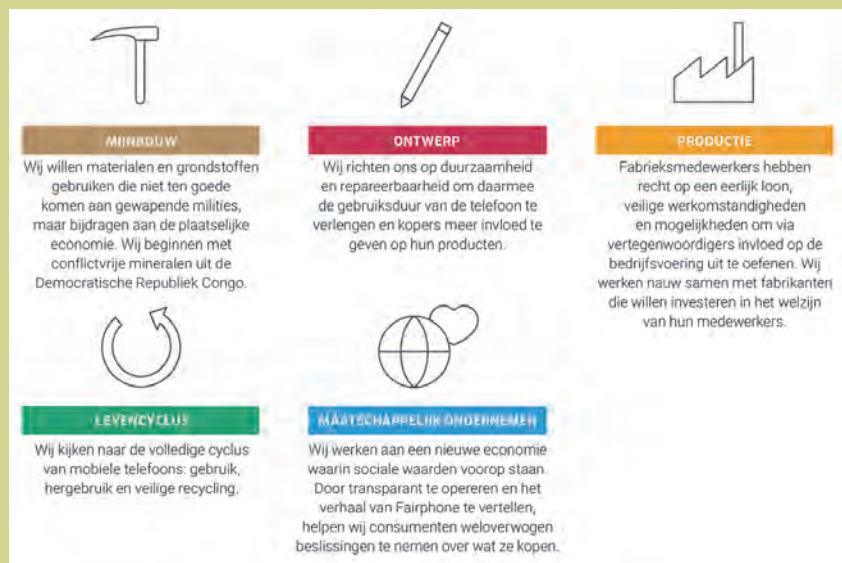 MIJNBOUW
Wij willen materialen en grondstoffen
gebruiken die niet ten goede
komen aan gewapende milities,
maar bijdragen aan de plaatselijke
economie. Wij beginnen met
conflictvrije mineralen uit de
Democratische Republiek Congo.
ONTWERP
Wij richten ons op duurzaamheid
en repareerbaarheid om daarmee
de gebruiksduur van de telefoon te
verlengen en kopers meer invloed te
geven op hun producten.
PRODUCTIE
Fabrieksmedewerkers hebben
recht op een eerlijk loon,
veilige werkomstandigheden
en mogelijkheden om via
vertegenwoordigers invloed op de
bedrijfsvoering uit te oefenen. Wij
werken nauw samen met fabrikanten
die willen investeren in het welzijn
van hun medewerkers.
LEVENCYCLUS
Wij kijken naar de volledige cyclus
van mobiele telefoons: gebruik,
hergebruik en veilige recycling.
MAATSCHAPPELIJK ONDERNEMEN
Wij werken aan een nieuwe economie
waarin sociale waarden voorop staan.
Door transparant te opereren en het
verhaal van Fairphone te vertellen,
helpen wij consumenten weloverwogen
beslissingen te nemen over wat ze kopen.